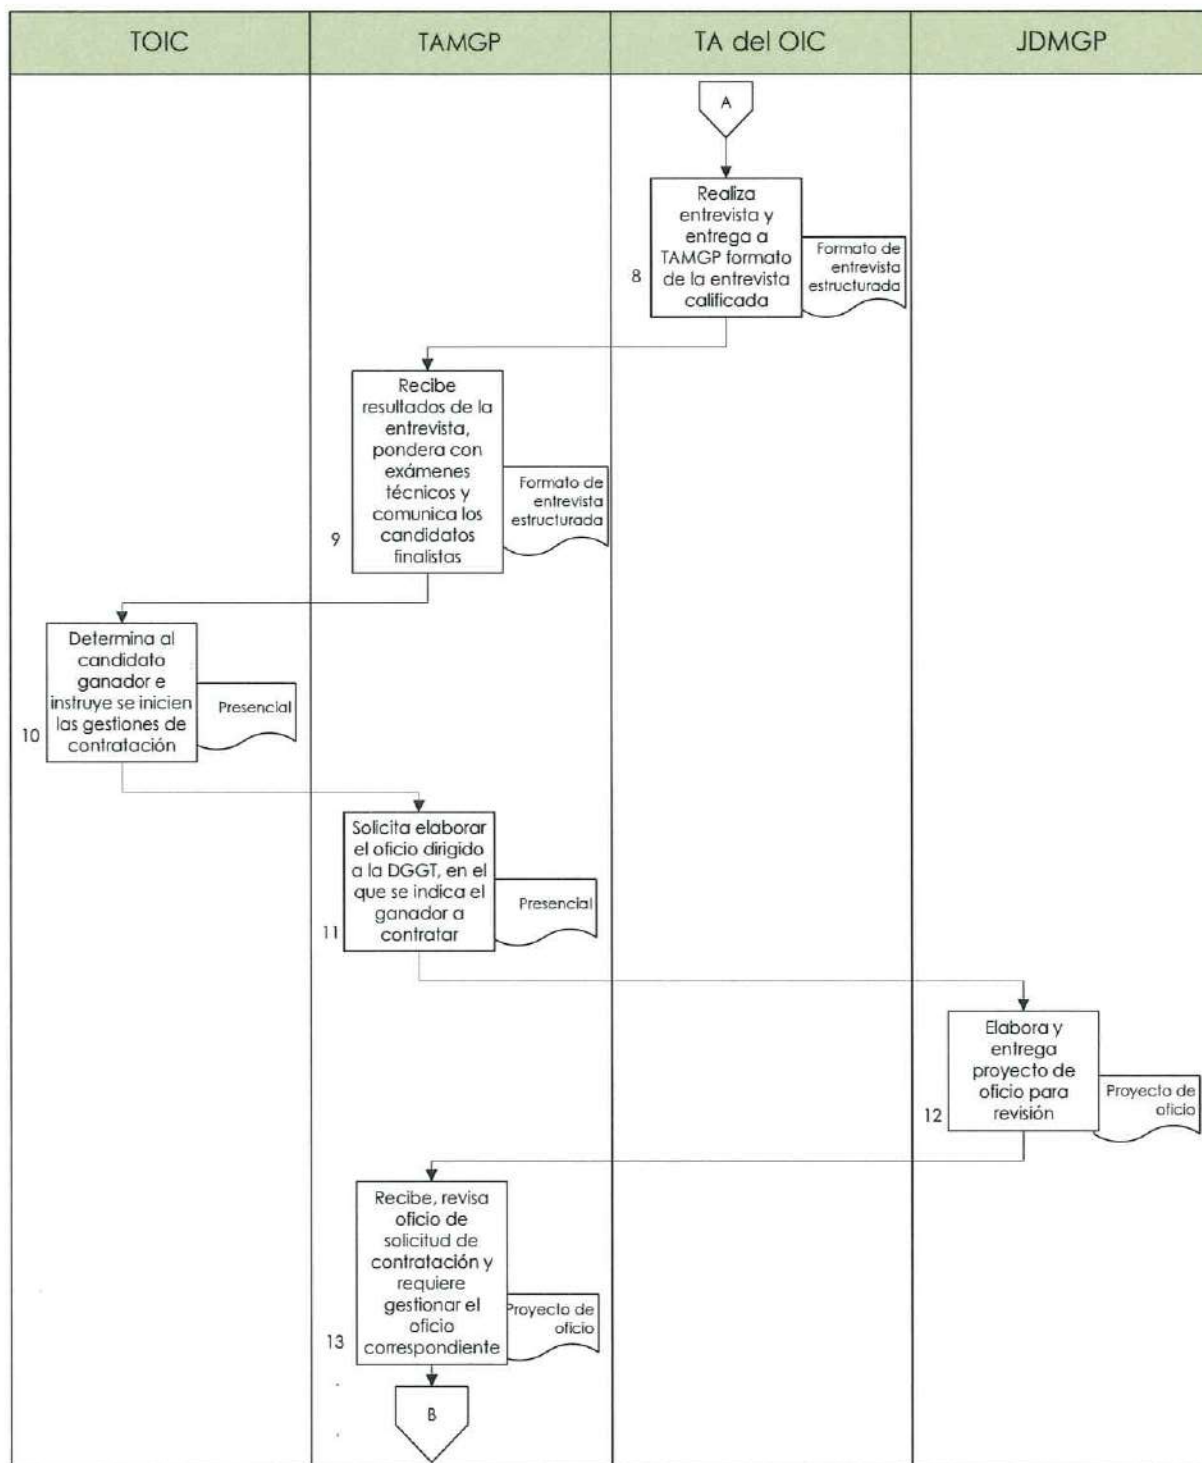 TOIC
TAMGP
TA del OIC
JDMGP
A
Realiza
entrevista y
entrega a
TAMGP formato
de la entrevista
calificada
8
Formato de
entrevista
estructurada
Recibe
resultados de la
entrevista,
pondera con
exámenes
técnicos y
comunica los
candidatos
finalistas
9
Formato de
entrevista
estructurada
Determina al
candidato
ganador e
instruye se inicien
las gestiones de
contratación
10
Presencial
Solicita elaborar
el oficio dirigido
a la DGGT, en el
que se indica el
ganador a
contratar
11
Presencial
Elabora y
entrega
proyecto de
oficio para
revisión
12
Proyecto de
oficio
Recibe, revisa
oficio de
solicitud de
contratación y
requiere
gestionar el
oficio
correspondiente
13
Proyecto de
oficio
B